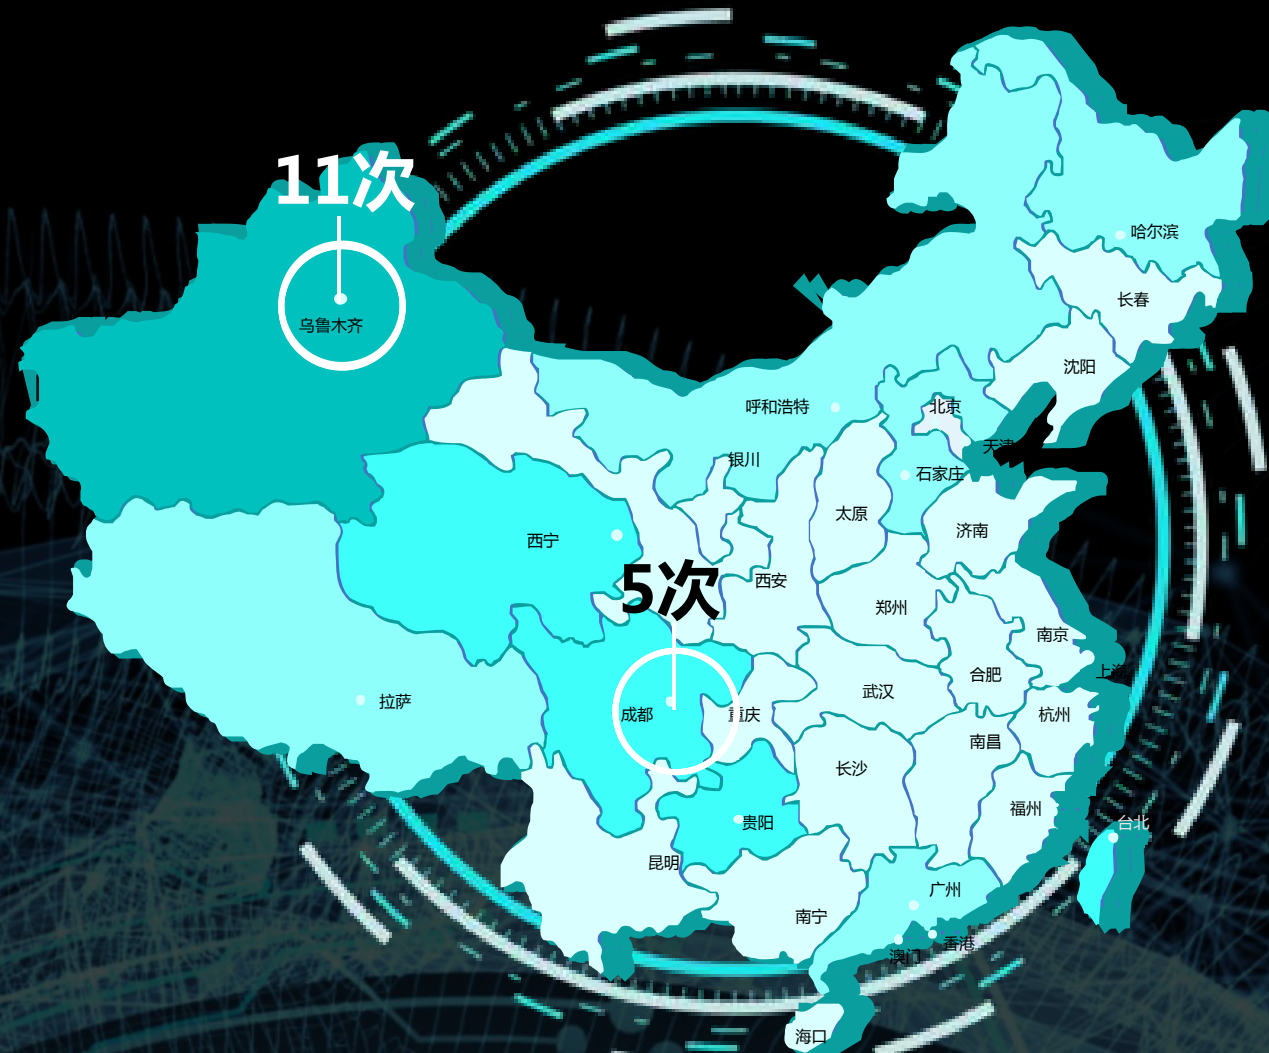 11次
哈尔滨
长春
乌鲁木齐
沈阳
呼和浩特
北京
天津
银川
石家庄
太原
济南
西宁
西安
5次
郑州
南京
上海
合肥
拉萨
武汉
成都
重庆
杭州
南昌
长沙
福州
贵阳
台北
昆明
广州
南宁
香港
澳门
海口